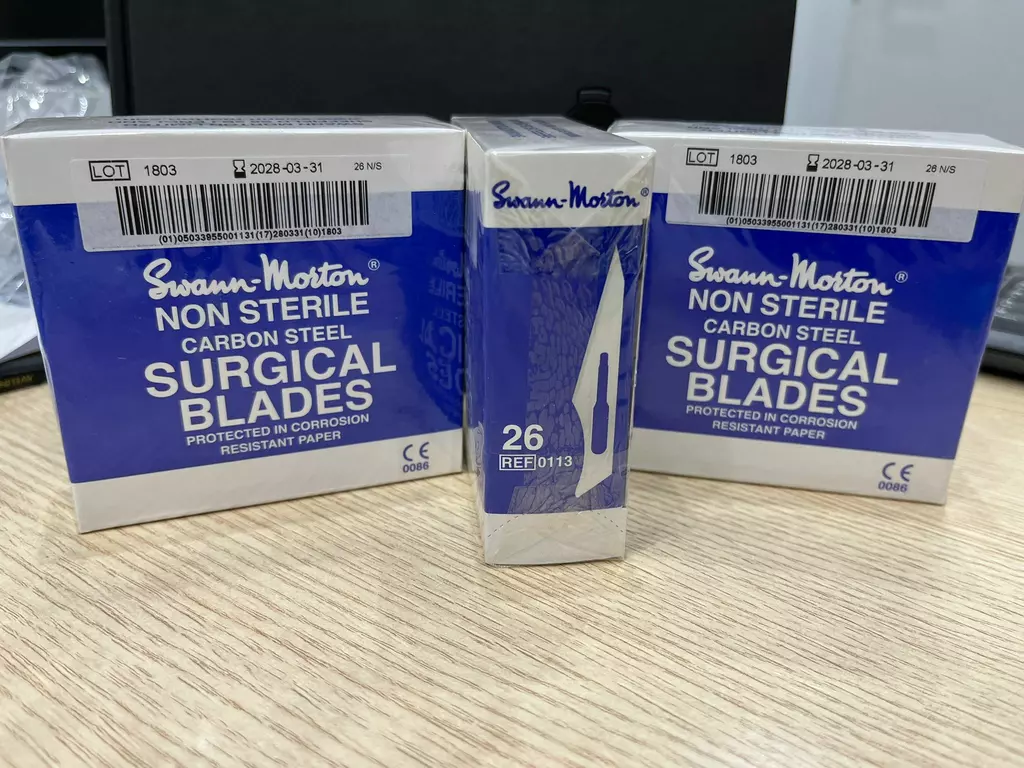 LOT 1803 2028-03-31 26 N/S
(01)05033955001131(17)280331(10)1803
Swann-Morton®
NON STERILE
CARBON STEEL
SURGICAL
BLADES
PROTECTED IN CORROSION
RESISTANT PAPER
CE
0086
Swann-Morton®
26
REF 0113
LOT 1803 2028-03-31 26 N/S
(01)05033955001131(17)280331(10)1803
Swann-Morton®
NON STERILE
CARBON STEEL
SURGICAL
BLADES
PROTECTED IN CORROSION
RESISTANT PAPER
CE
0086